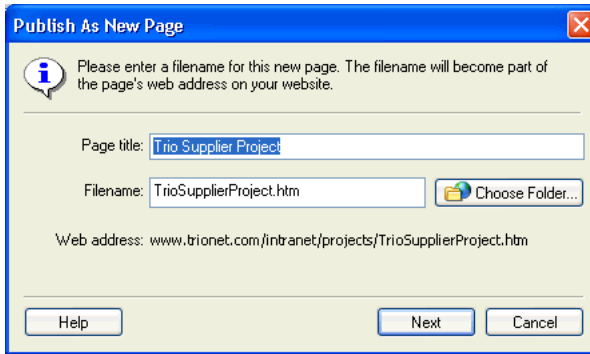 Publish As New Page
Please enter a filename for this new page. The filename will become part of
the page's web address on your website.
Page title: Trio Supplier Project
Filename: TrioSupplierProject.htm Choose Folder...
Web address: www.trionet.com/intranet/projects/TrioSupplierProject.htm
Help Next Cancel